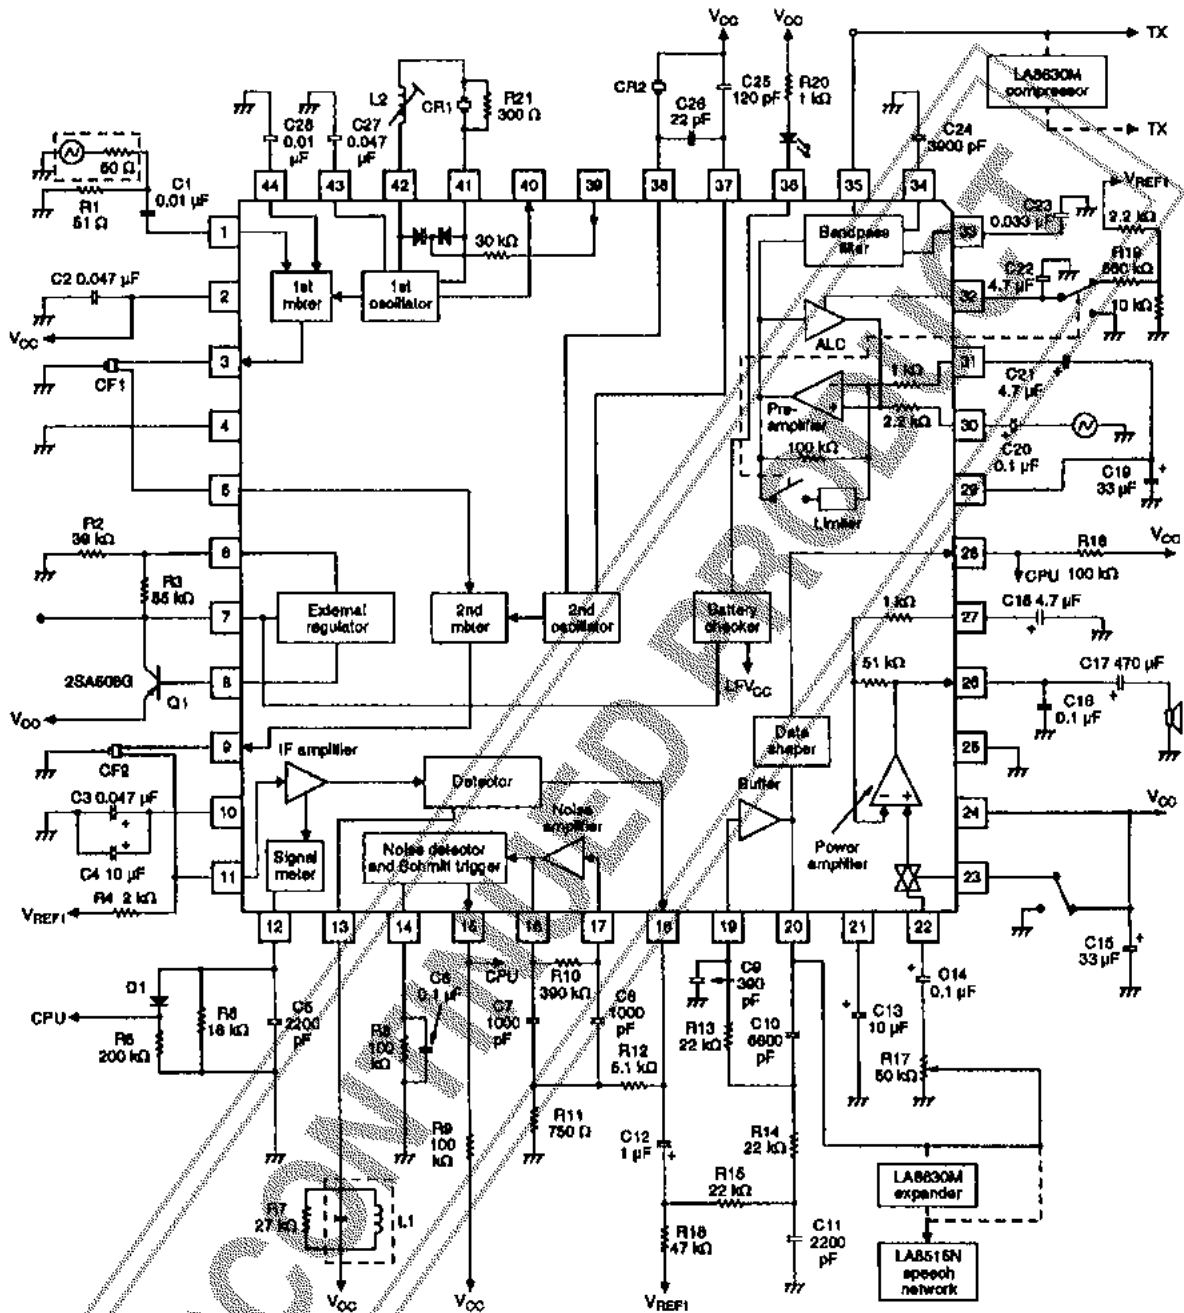 VCC
VCC
TX
LA8630M
compressor
TX
L2
CR1
R21
300 Ω
CR2
C25
120 pF
C26
22 pF
R20
1 kΩ
C28
0.01
μF
C27
0.047
μF
C24
3900 pF
50 Ω
R1
51 Ω
C1
0.01 μF
44
43
42
41
40
39
38
37
36
35
34
VREF1
2.2 kΩ
C23
0.033 μF
1
30 kΩ
Bandpass
filter
33
C2 0.047 μF
2
1st
mixer
1st
oscillator
C22
4.7 μF
R19
560 kΩ
10 kΩ
32
VCC
ALC
3
CF1
31
1 kΩ
C21
4.7 μF
4
Pre-
amplifier
2.2 kΩ
30
C20
0.1 μF
100 kΩ
5
Limiter
29
C19
33 μF
R2
39 kΩ
6
28
R16
100 kΩ
VCC
CPU
R3
55 kΩ
7
External
regulator
2nd
mixer
2nd
oscillator
Battery
checker
1 kΩ
27
C18 4.7 μF
2SA608G
Q1
8
LFVCC
51 kΩ
26
C17 470 μF
C16
0.1 μF
VCC
9
CF2
IF amplifier
Data
shaper
25
C3 0.047 μF
10
Detector
Noise
amplifier
Buffer
24
VCC
C4 10 μF
Signal
meter
Noise detector
and Schmitt trigger
Power
amplifier
11
23
R4 2 kΩ
VREF1
12
13
14
15
16
17
18
19
20
21
22
C15
33 μF
D1
CPU
R5
18 kΩ
R6
200 kΩ
C5
2200
pF
CPU
C6
0.1 μF
R8
100
kΩ
C7
1000
pF
R10
390 kΩ
C8
1000
pF
R12
5.1 kΩ
C9
390
pF
R13
22 kΩ
C10
6800
pF
C13
10 μF
C14
0.1 μF
R17
50 kΩ
R9
100
kΩ
R11
750 Ω
C12
1 μF
R14
22 kΩ
R15
22 kΩ
R7
27 kΩ
L1
R18
47 kΩ
C11
2200
pF
LA8630M
expander
LA8515N
speech
network
VCC
VCC
VREF1
DISCONTINUED PRODUCT